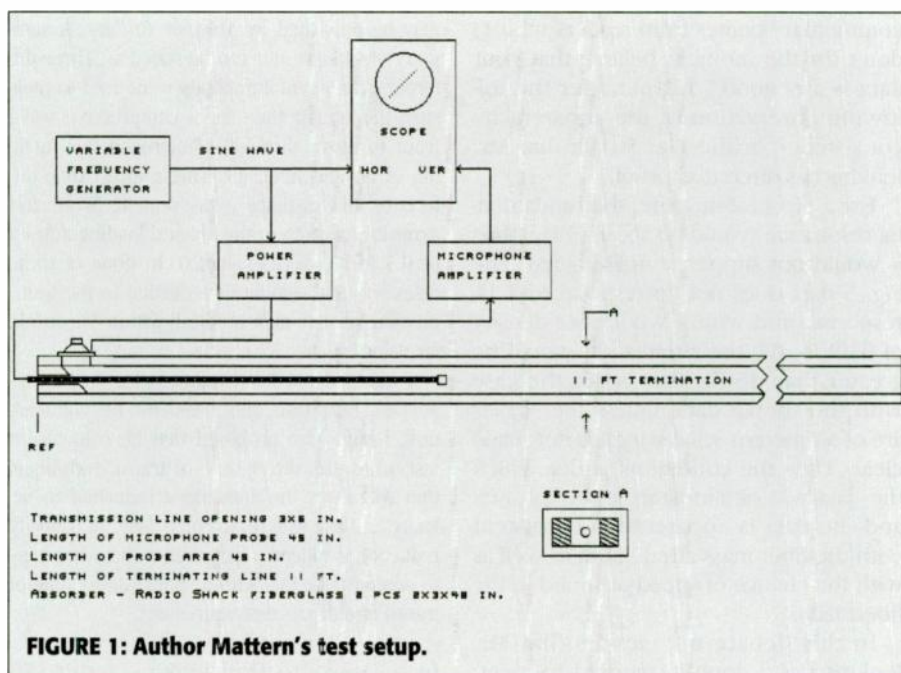 SCOPE
VARIABLE
FREQUENCY
GENERATOR
SINE WAVE
HOR VER
POWER
AMPLIFIER
MICROPHONE
AMPLIFIER
A
11 FT TERMINATION
REF
SECTION A
TRANSMISSION LINE OPENING 3X6 IN.
LENGTH OF MICROPHONE PROBE 45 IN.
LENGTH OF PROBE AREA 45 IN.
LENGTH OF TERMINATING LINE 11 FT.
ABSORBER - RADIO SHACK FIBERGLASS 2 PCS 2X3X48 IN.
FIGURE 1: Author Mattern's test setup.